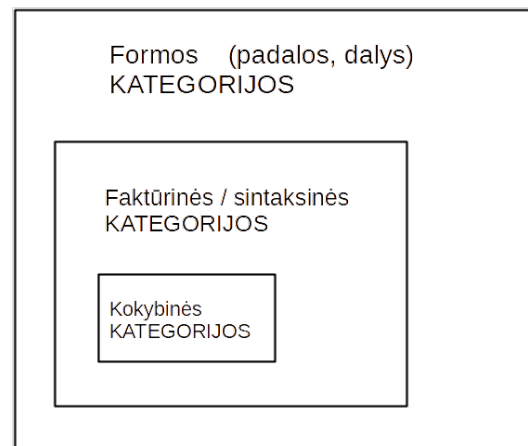 Formos (padalos, dalys)
KATEGORIJOS
Faktūrinės / sintaksinės
KATEGORIJOS
Kokybinės
KATEGORIJOS